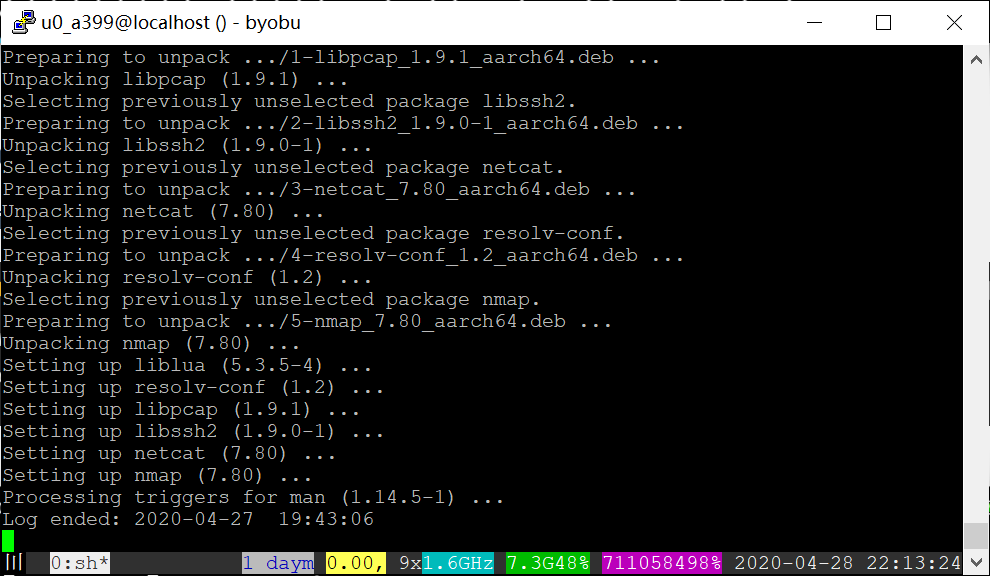 u0_a399@localhost () - byobu
Preparing to unpack .../1-libpcap_1.9.1_aarch64.deb ...
Unpacking libpcap (1.9.1) ...
Selecting previously unselected package libssh2.
Preparing to unpack .../2-libssh2_1.9.0-1_aarch64.deb ...
Unpacking libssh2 (1.9.0-1) ...
Selecting previously unselected package netcat.
Preparing to unpack .../3-netcat_7.80_aarch64.deb ...
Unpacking netcat (7.80) ...
Selecting previously unselected package resolv-conf.
Preparing to unpack .../4-resolv-conf_1.2_aarch64.deb ...
Unpacking resolv-conf (1.2) ...
Selecting previously unselected package nmap.
Preparing to unpack .../5-nmap_7.80_aarch64.deb ...
Unpacking nmap (7.80) ...
Setting up liblua (5.3.5-4) ...
Setting up resolv-conf (1.2) ...
Setting up libpcap (1.9.1) ...
Setting up libssh2 (1.9.0-1) ...
Setting up netcat (7.80) ...
Setting up nmap (7.80) ...
Processing triggers for man (1.14.5-1) ...
Log ended: 2020-04-27  19:43:06
0:sh* 1 daym 0.00, 9x1.6GHz 7.3G48% 711058498% 2020-04-28 22:13:24